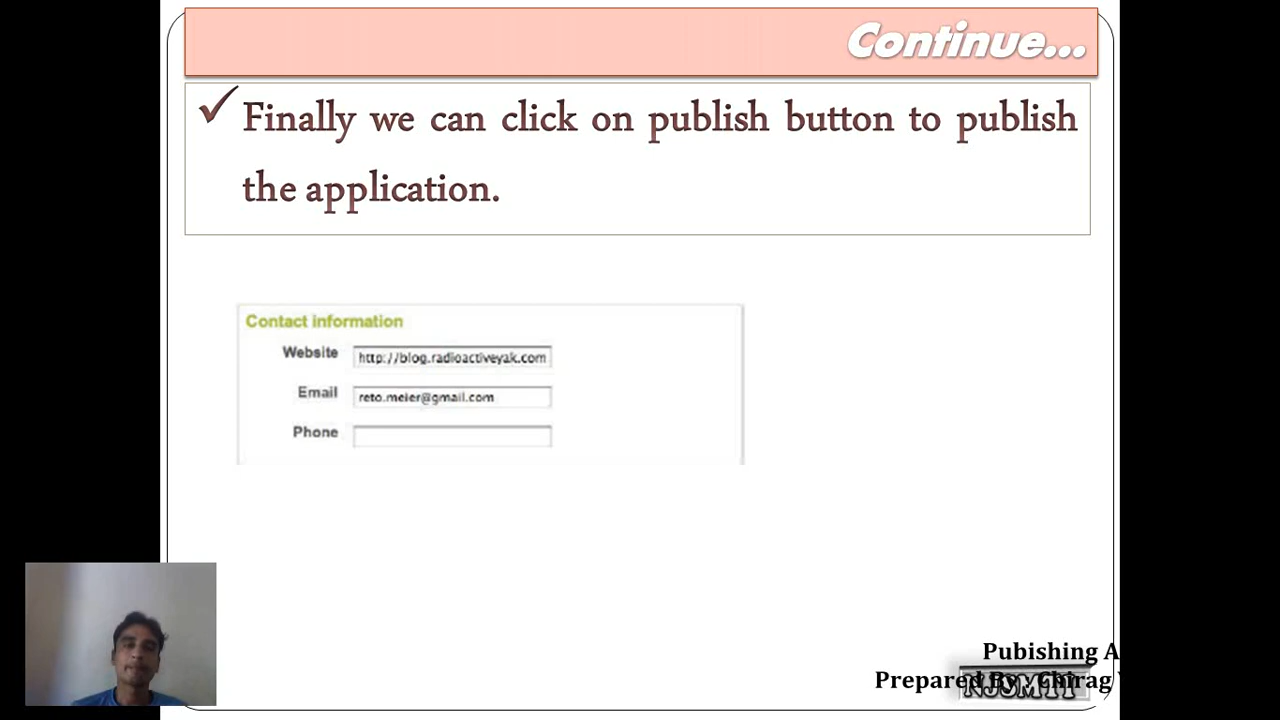 Continue...
✓ Finally we can click on publish button to publish
the application.
Contact information
Website http://blog.radioactiveyak.com
Email reto.meier@gmail.com
Phone
Pubishing A
Prepared By Chirag
NJSMTI